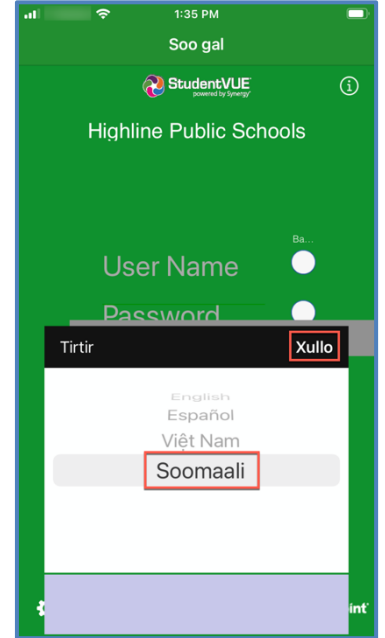 1:35 PM
Soo gal
StudentVUE
powered by Synergy
Highline Public Schools
Ba...
User Name
Password
Tirtir Xullo
English
Español
Việt Nam
Soomaali
int